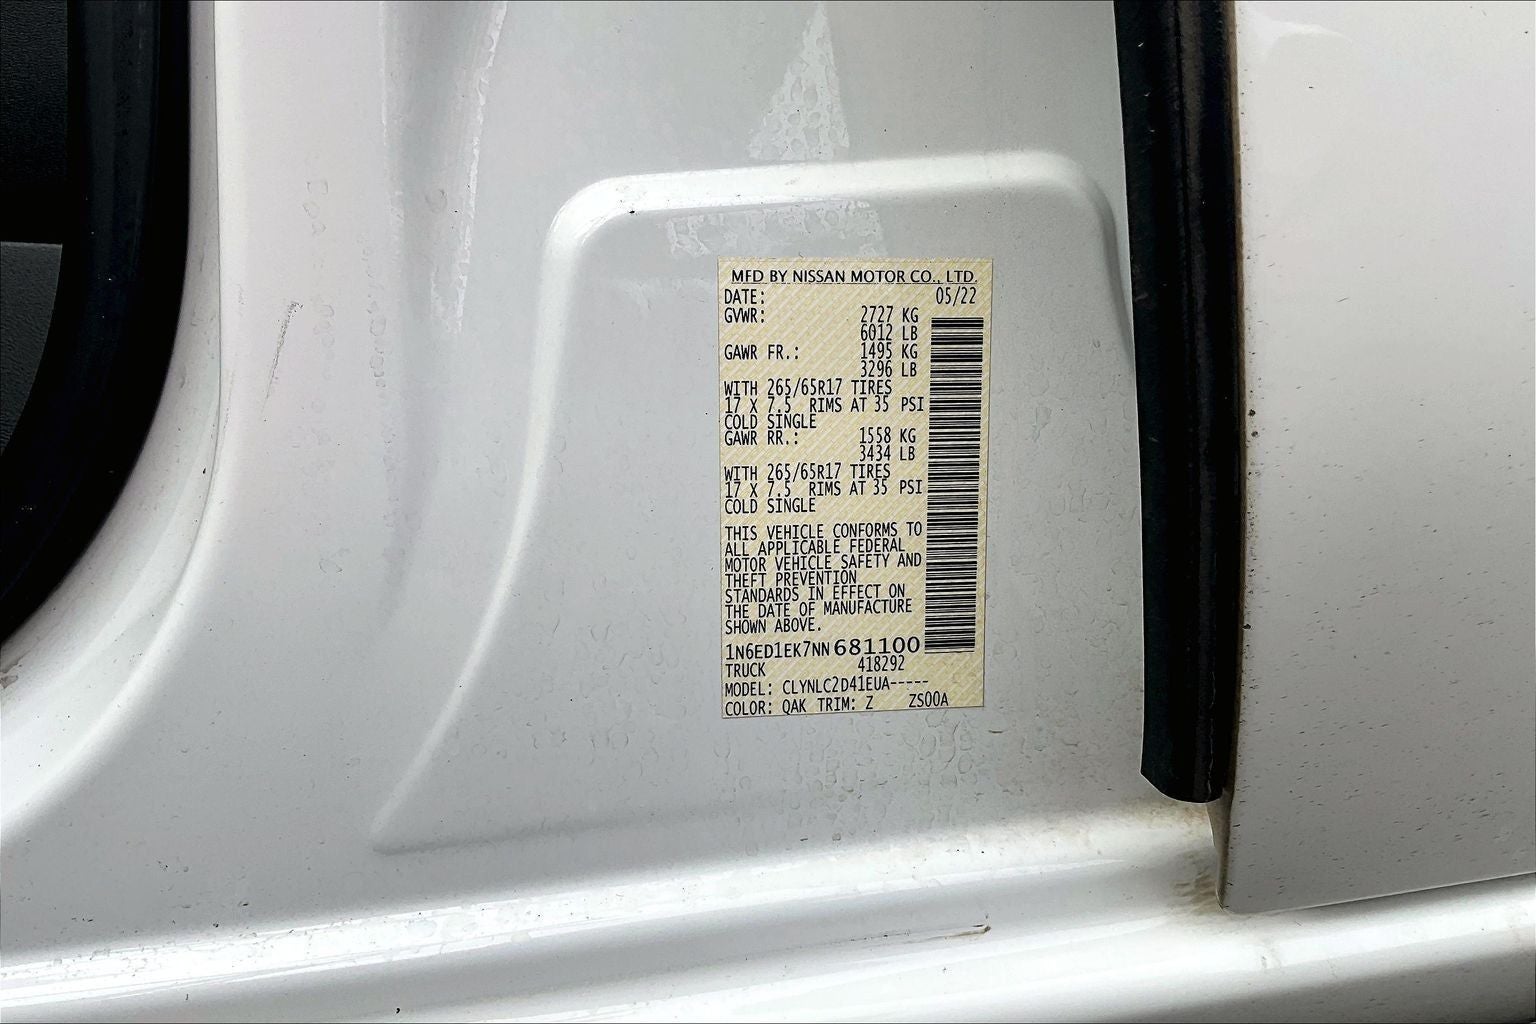 MFD BY NISSAN MOTOR CO., LTD.
DATE: 05/22
GVWR: 2727 KG
6012 LB
GAWR FR.: 1495 KG
3296 LB
WITH 265/65R17 TIRES
17 X 7.5 RIMS AT 35 PSI
COLD SINGLE
GAWR RR.: 1558 KG
3434 LB
WITH 265/65R17 TIRES
17 X 7.5 RIMS AT 35 PSI
COLD SINGLE
THIS VEHICLE CONFORMS TO
ALL APPLICABLE FEDERAL
MOTOR VEHICLE SAFETY AND
THEFT PREVENTION
STANDARDS IN EFFECT ON
THE DATE OF MANUFACTURE
SHOWN ABOVE.
1N6ED1EK7NN681100
TRUCK 418292
MODEL: CLYNLC2D41EUA-----
COLOR: QAK TRIM: Z ZS00A